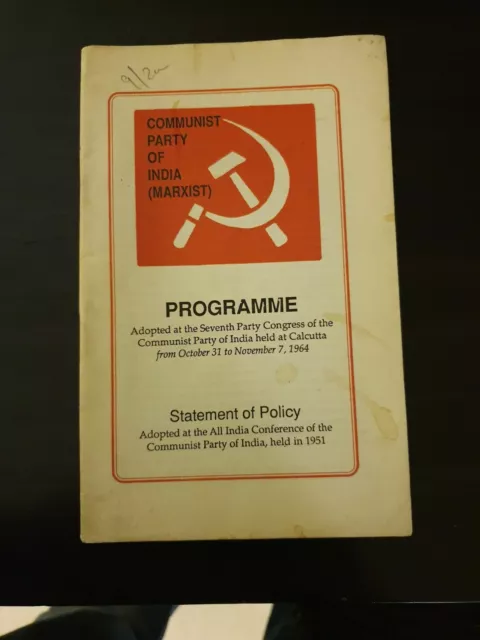 COMMUNIST
PARTY
OF
INDIA
(MARXIST)
PROGRAMME
Adopted at the Seventh Party Congress of the
Communist Party of India held at Calcutta
from October 31 to November 7, 1964
Statement of Policy
Adopted at the All India Conference of the
Communist Party of India, held in 1951